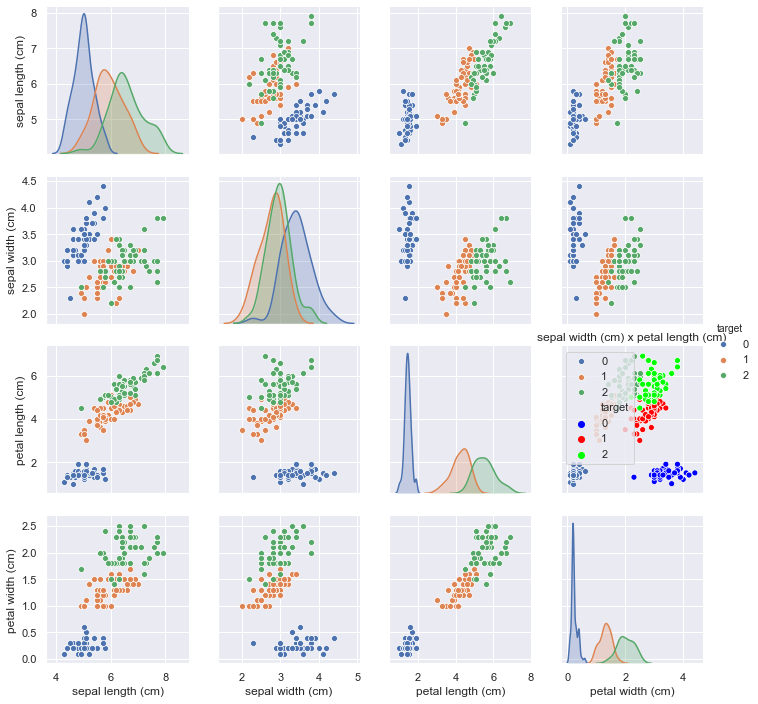 8
7
6
5
sepal length (cm)
4.5
4.0
3.5
3.0
2.5
2.0
sepal width (cm)
sepal width (cm) x petal length (cm)
target
0
1
2
6
4
2
petal length (cm)
0
1
2
target
0
1
2
2.5
2.0
1.5
1.0
0.5
0.0
petal width (cm)
4 6 8
sepal length (cm)
2 3 4 5
sepal width (cm)
2 4 6 8
petal length (cm)
0 2 4
petal width (cm)